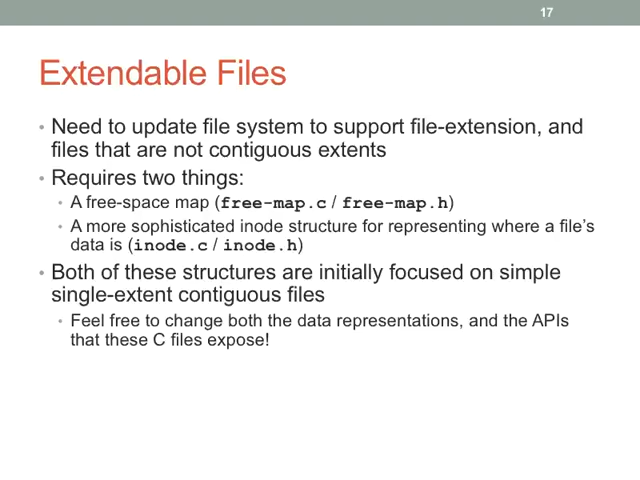 17
Extendable Files
• Need to update file system to support file-extension, and
files that are not contiguous extents
• Requires two things:
• A free-space map (free-map.c / free-map.h)
• A more sophisticated inode structure for representing where a file's
data is (inode.c / inode.h)
• Both of these structures are initially focused on simple
single-extent contiguous files
• Feel free to change both the data representations, and the APIs
that these C files expose!